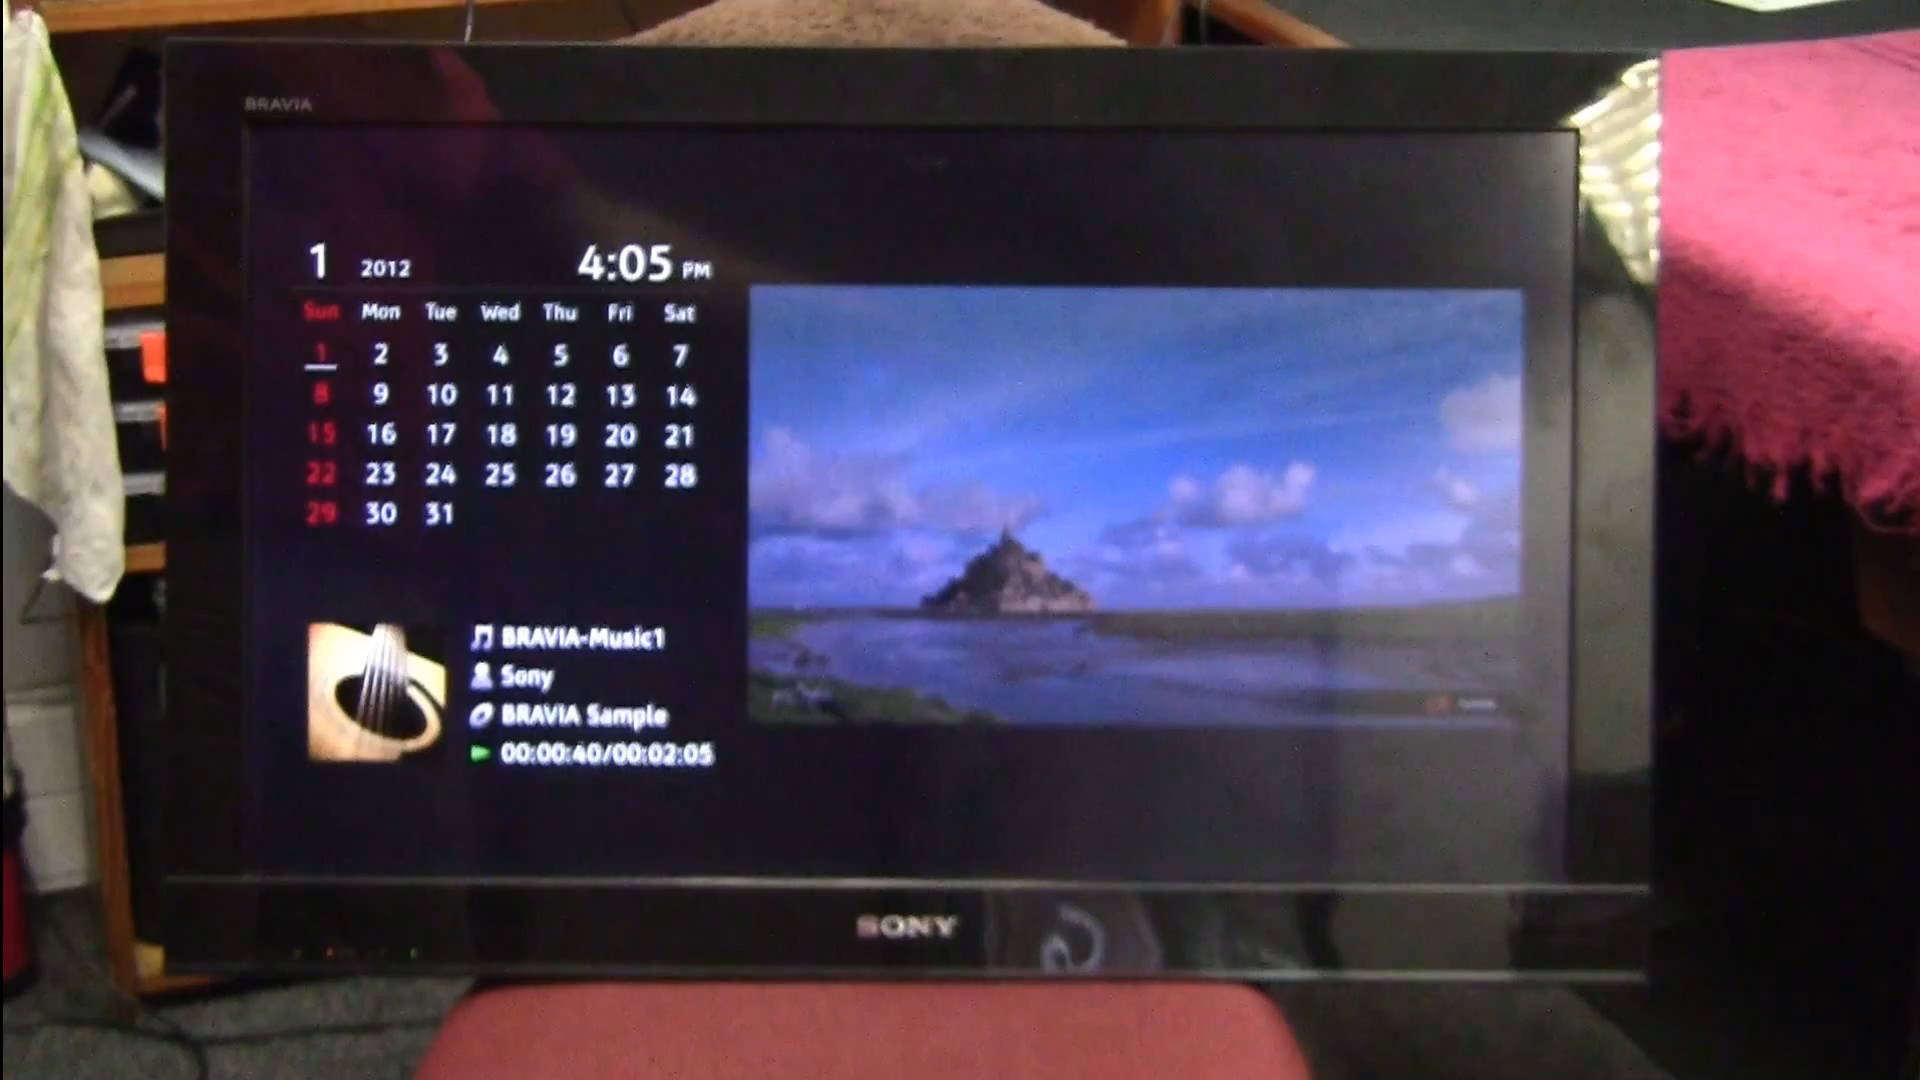 BRAVIA
1 2012 4:05 PM
Sun Mon Tue Wed Thu Fri Sat
1 2 3 4 5 6 7
8 9 10 11 12 13 14
15 16 17 18 19 20 21
22 23 24 25 26 27 28
29 30 31
BRAVIA-Music1
Sony
BRAVIA Sample
00:00:40/00:02:05
SONY